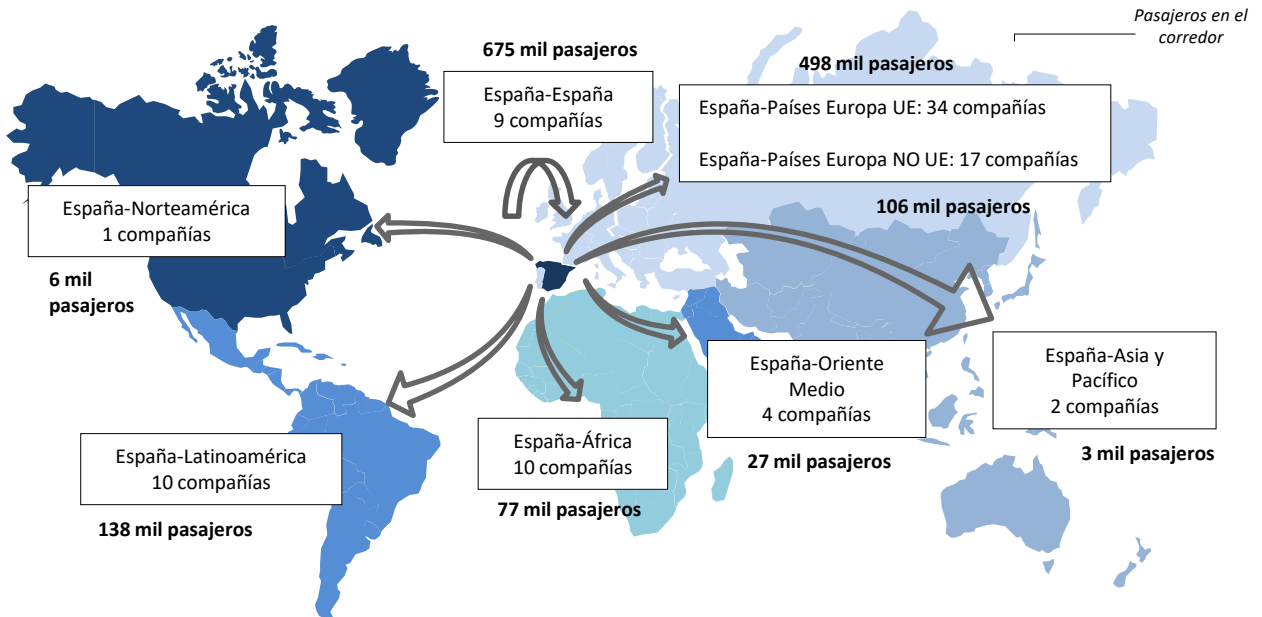 Pasajeros en el
corredor
675 mil pasajeros
España-España
9 compañías
498 mil pasajeros
España-Países Europa UE: 34 compañías
España-Países Europa NO UE: 17 compañías
106 mil pasajeros
España-Norteamérica
1 compañías
6 mil
pasajeros
España-Oriente
Medio
4 compañías
27 mil pasajeros
España-Asia y
Pacífico
2 compañías
3 mil pasajeros
España-África
10 compañías
77 mil pasajeros
España-Latinoamérica
10 compañías
138 mil pasajeros